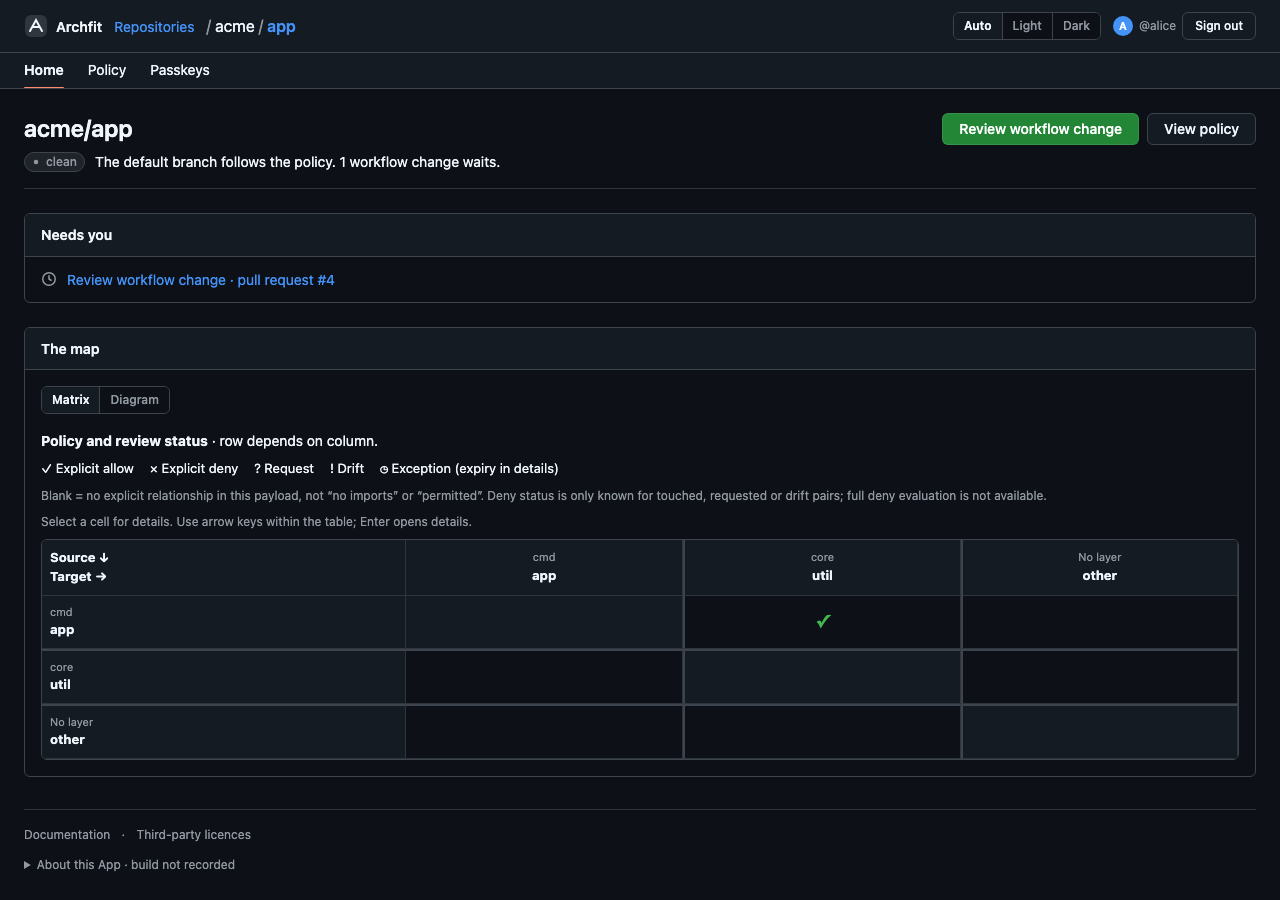 Archfit Repositories / acme / app
Auto Light Dark A @alice Sign out
Home Policy Passkeys
acme/app
Review workflow change View policy
clean The default branch follows the policy. 1 workflow change waits.
Needs you
Review workflow change · pull request #4
The map
Matrix Diagram
Policy and review status · row depends on column.
✓ Explicit allow × Explicit deny ? Request ! Drift ◷ Exception (expiry in details)
Blank = no explicit relationship in this payload, not “no imports” or “permitted”. Deny status is only known for touched, requested or drift pairs; full deny evaluation is not available.
Select a cell for details. Use arrow keys within the table; Enter opens details.
Source ↓ cmd core No layer
Target → app util other
cmd
app ✓
core
util
No layer
other
Documentation · Third-party licences
▶ About this App · build not recorded